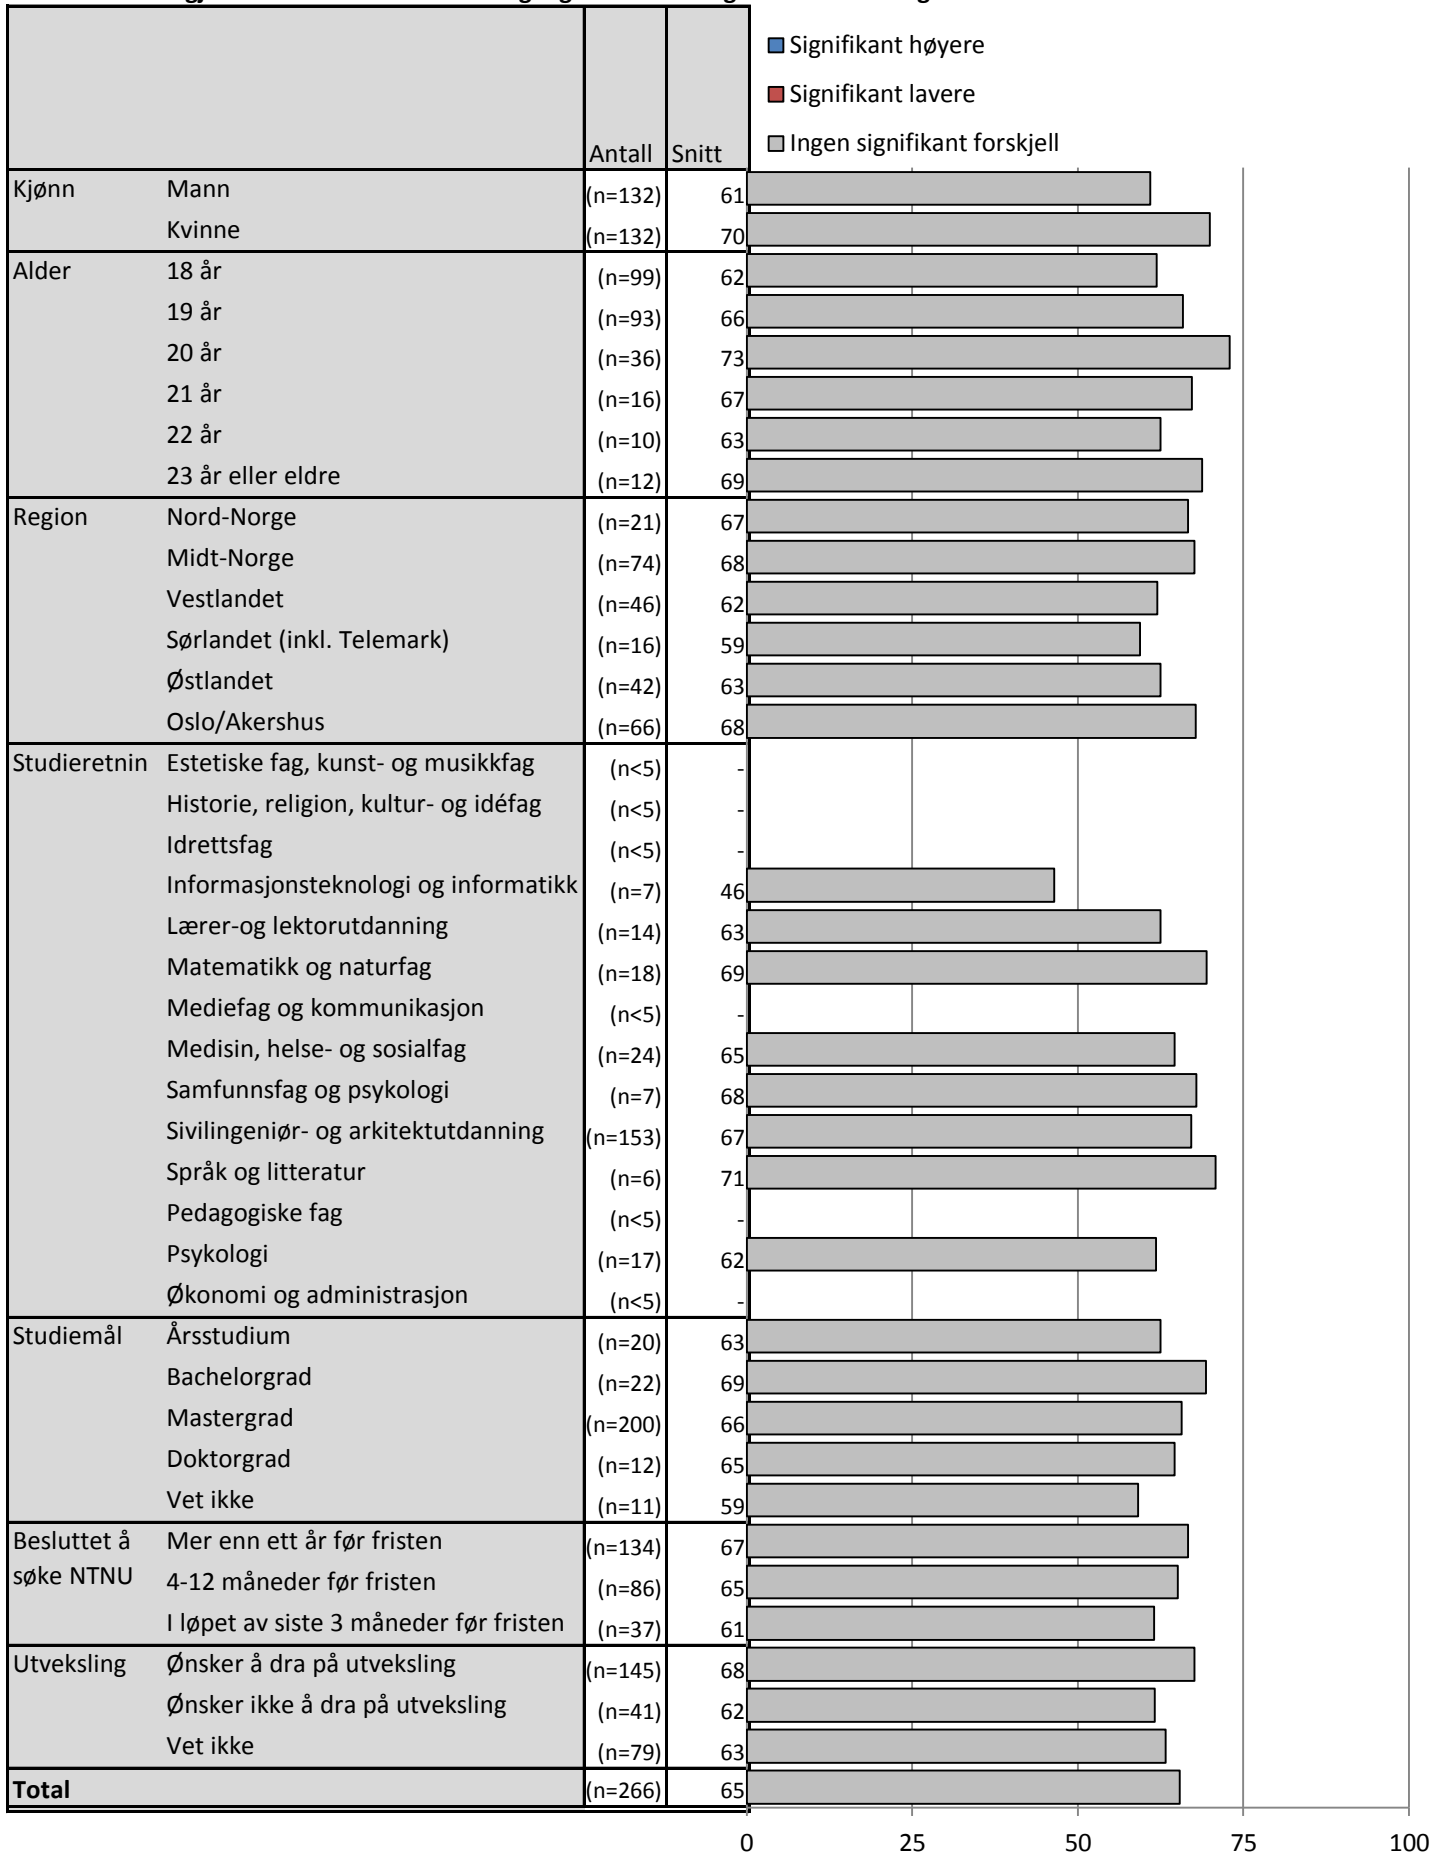 Signifikant høyere
Signifikant lavere
Antall Snitt Ingen signifikant forskjell
Kjønn Mann (n=132) 61
Kvinne (n=132) 70
Alder 18 år (n=99) 62
19 år (n=93) 66
20 år (n=36) 73
21 år (n=16) 67
22 år (n=10) 63
23 år eller eldre (n=12) 69
Region Nord-Norge (n=21) 67
Midt-Norge (n=74) 68
Vestlandet (n=46) 62
Sørlandet (inkl. Telemark) (n=16) 59
Østlandet (n=42) 63
Oslo/Akershus (n=66) 68
Studieretnin Estetiske fag, kunst- og musikkfag (n<5) -
Historie, religion, kultur- og idéfag (n<5) -
Idrettsfag (n<5) -
Informasjonsteknologi og informatikk (n=7) 46
Lærer-og lektorutdanning (n=14) 63
Matematikk og naturfag (n=18) 69
Mediefag og kommunikasjon (n<5) -
Medisin, helse- og sosialfag (n=24) 65
Samfunnsfag og psykologi (n=7) 68
Sivilingeniør- og arkitektutdanning (n=153) 67
Språk og litteratur (n=6) 71
Pedagogiske fag (n<5) -
Psykologi (n=17) 62
Økonomi og administrasjon (n<5) -
Studiemål Årsstudium (n=20) 63
Bachelorgrad (n=22) 69
Mastergrad (n=200) 66
Doktorgrad (n=12) 65
Vet ikke (n=11) 59
Besluttet å Mer enn ett år før fristen (n=134) 67
søke NTNU 4-12 måneder før fristen (n=86) 65
I løpet av siste 3 måneder før fristen (n=37) 61
Utveksling Ønsker å dra på utveksling (n=145) 68
Ønsker ikke å dra på utveksling (n=41) 62
Vet ikke (n=79) 63
Total (n=266) 65
0 25 50 75 100